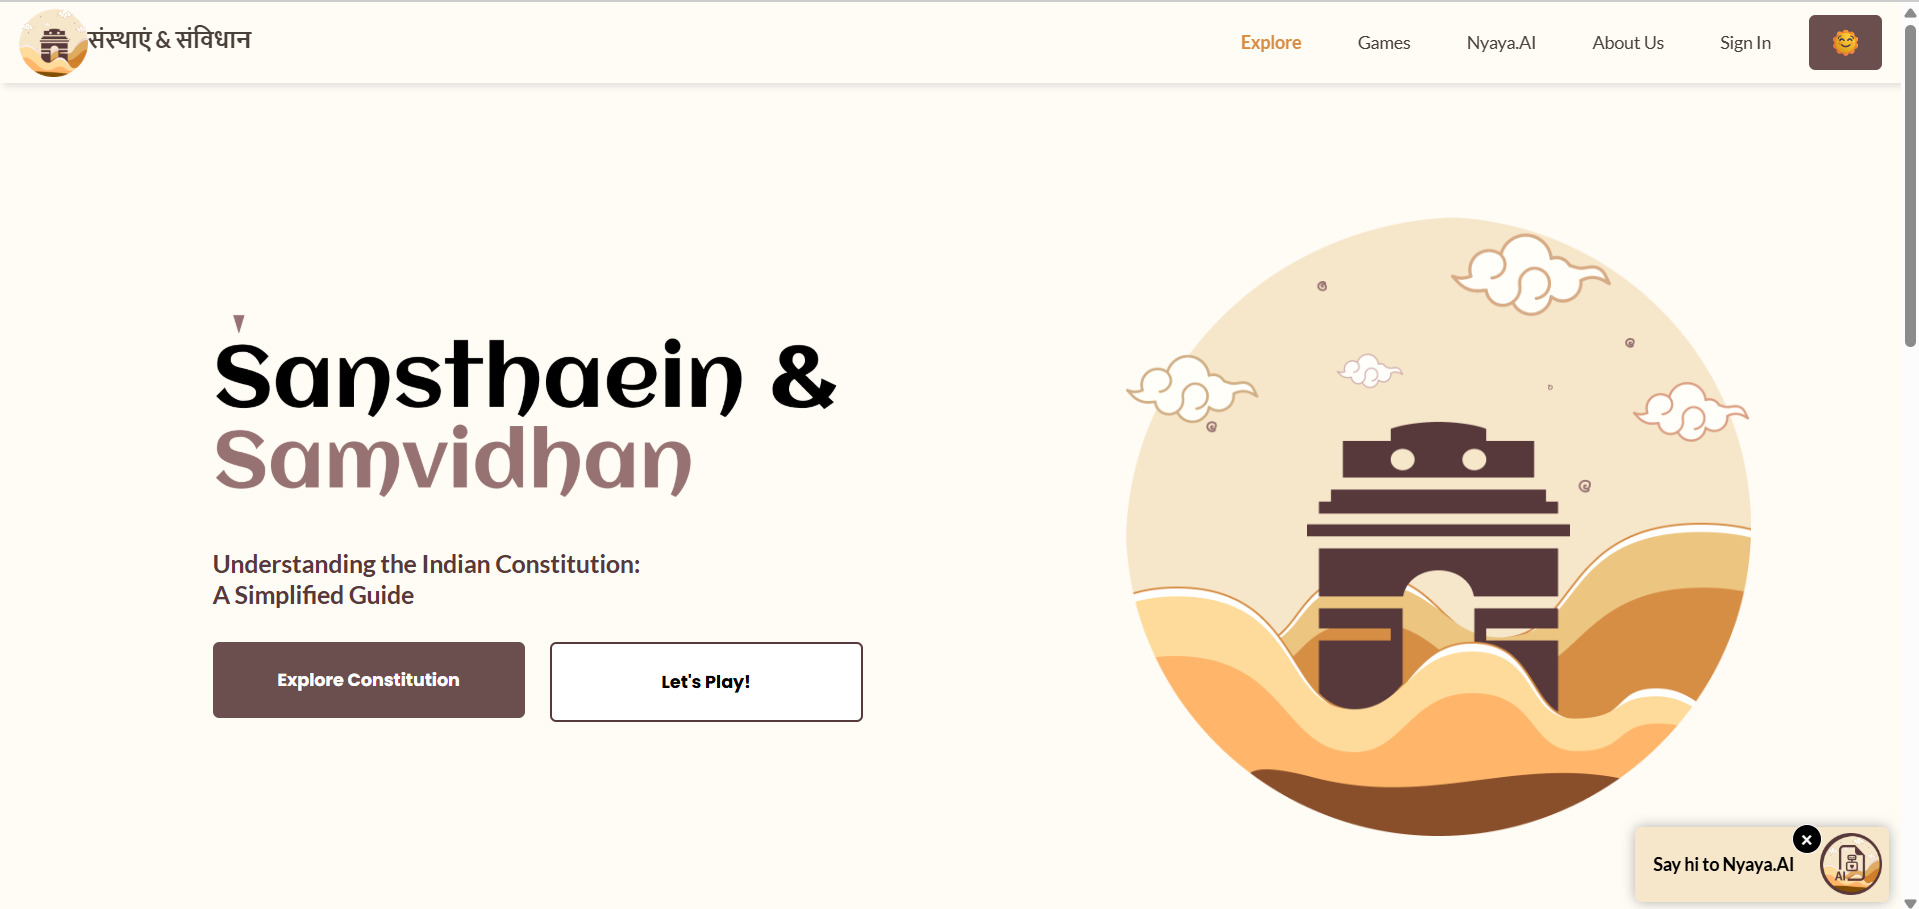 संस्थाएं & संविधान
Explore
Games
Nyaya.AI
About Us
Sign In
Sansthaein &
Samvidhan
Understanding the Indian Constitution:
A Simplified Guide
Explore Constitution
Let's Play!
Say hi to Nyaya.AI
AI